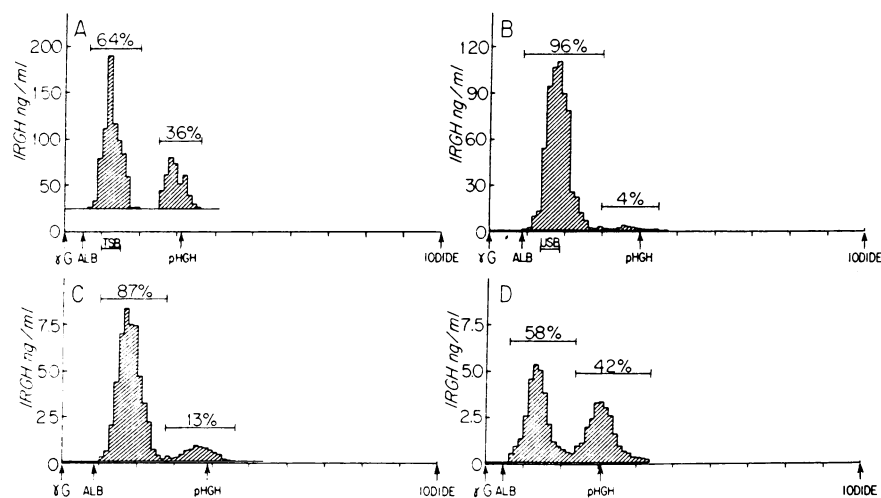 A
64%
36%
200
150
100
50
0
IRGH ng/ml
TSB
γG ALB pHGH IODIDE
B
96%
4%
120
90
60
30
0
IRGH ng/ml
USB
γG ALB pHGH IODIDE
C
87%
13%
7.5
5.0
2.5
0
IRGH ng/ml
γG ALB pHGH IODIDE
D
58%
42%
7.5
5.0
2.5
0
IRGH ng/ml
γG ALB pHGH IODIDE